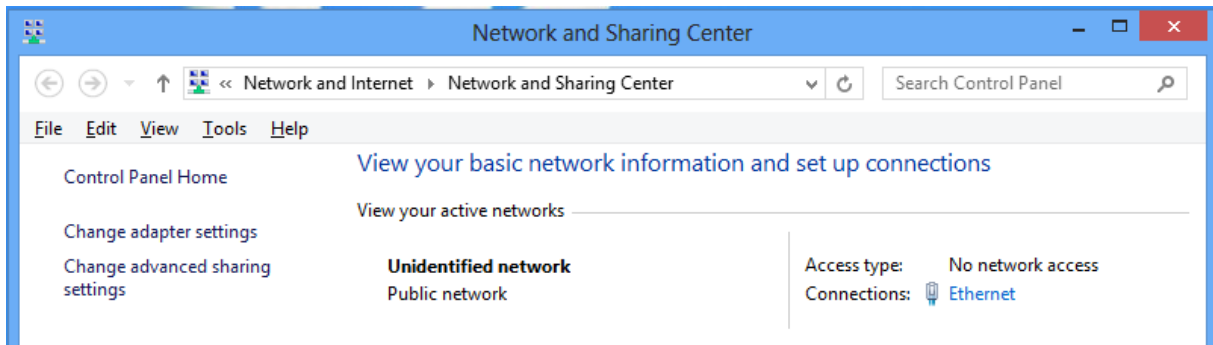 Network and Sharing Center
« Network and Internet ▸ Network and Sharing Center
Search Control Panel
File Edit View Tools Help
View your basic network information and set up connections
Control Panel Home
View your active networks
Change adapter settings
Change advanced sharing
settings
Unidentified network
Public network
Access type: No network access
Connections: Ethernet